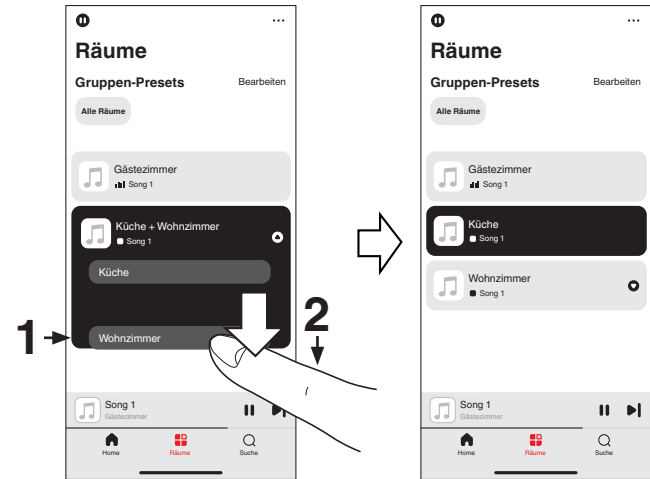 Räume
Gruppen-Presets Bearbeiten
Alle Räume
Gästezimmer
Song 1
Küche + Wohnzimmer
Song 1
Küche
Wohnzimmer
1
2
Song 1
Gästezimmer
Home Räume Suche
Räume
Gruppen-Presets Bearbeiten
Alle Räume
Gästezimmer
Song 1
Küche
Song 1
Wohnzimmer
Song 1
Song 1
Gästezimmer
Home Räume Suche